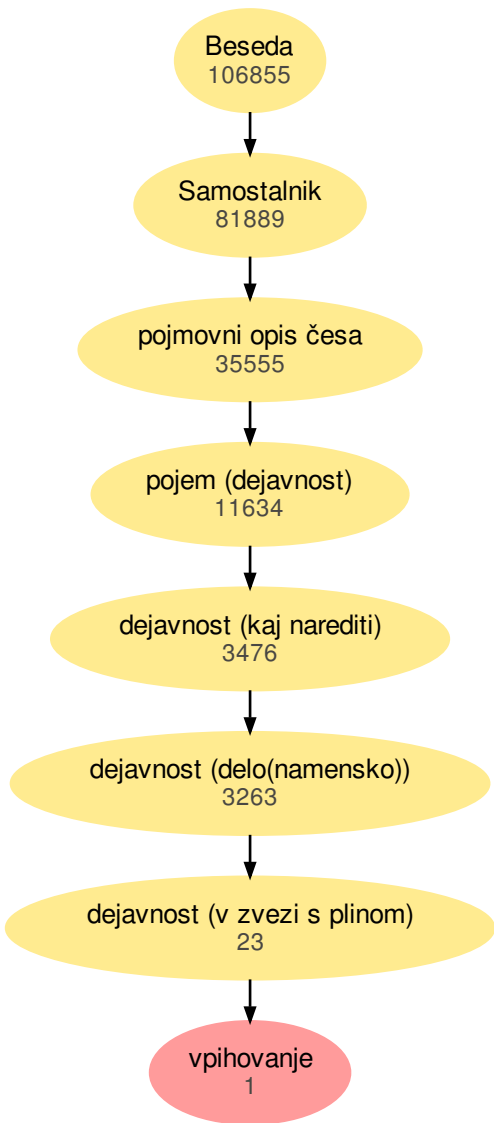 Beseda
106855
Samostalnik
81889
pojmovni opis česa
35555
pojem (dejavnost)
11634
dejavnost (kaj narediti)
3476
dejavnost (delo(namensko))
3263
dejavnost (v zvezi s plinom)
23
vpihovanje
1